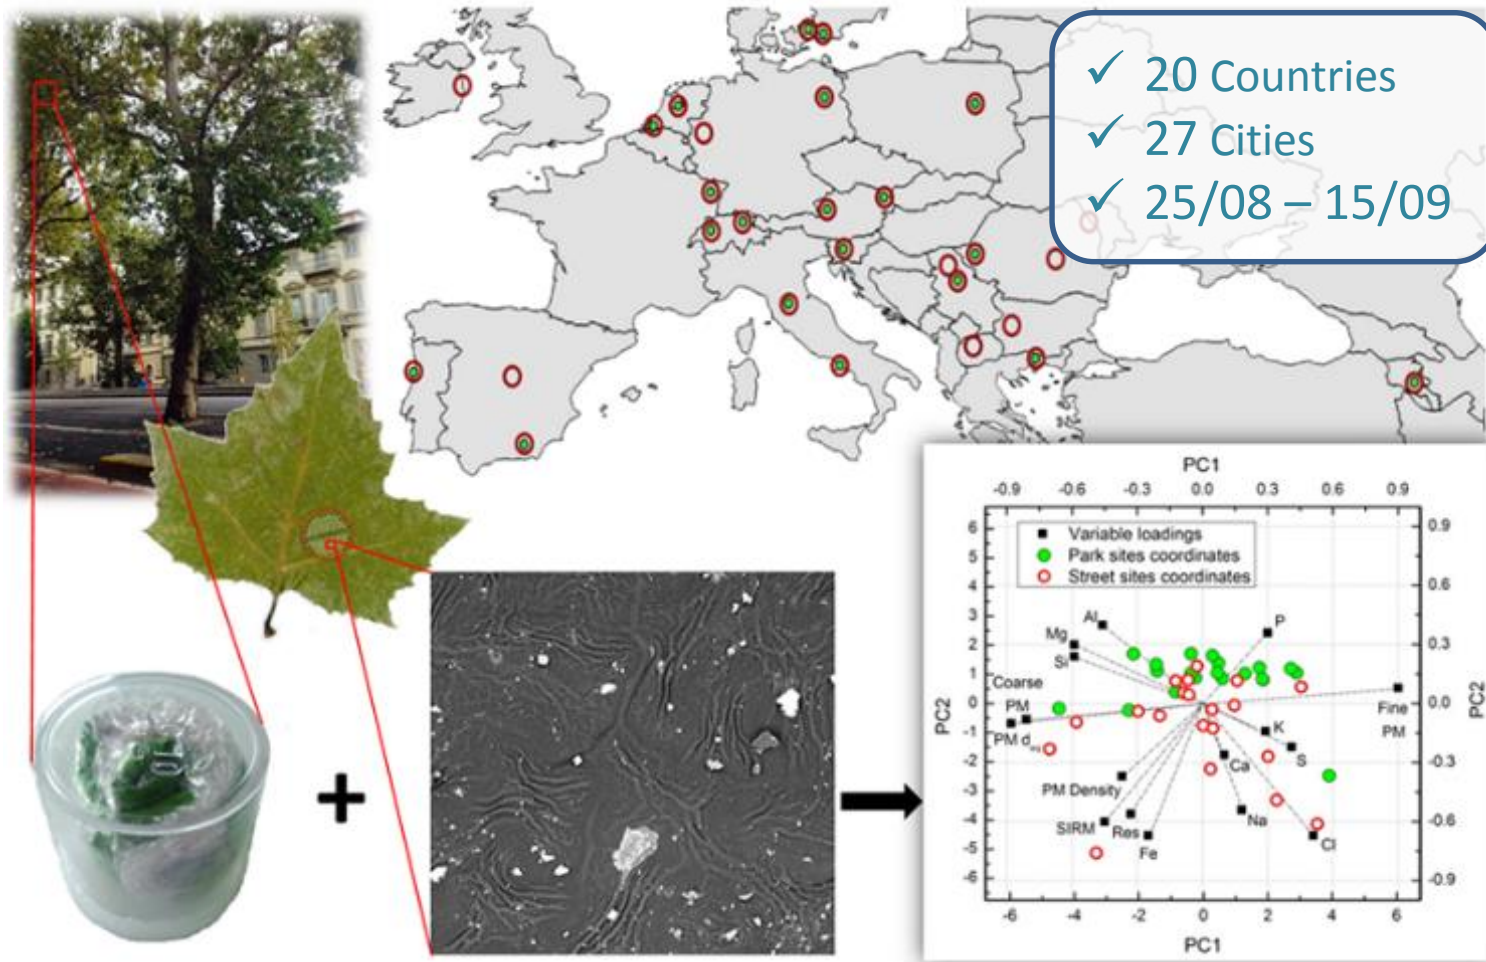 ✓ 20 Countries
✓ 27 Cities
✓ 25/08 – 15/09
PC1
-0.9 -0.6 -0.3 0.0 0.3 0.6 0.9
Variable loadings
Park sites coordinates
Street sites coordinates
6
5
4
3
2
1
0
-1
-2
-3
-4
-5
-6
PC2
0.9
0.6
0.3
0.0
-0.3
-0.6
-0.9
PC2
Al
P
Mg
Si
Coarse
PM
Fine
PM
PM d
K
S
Ca
PM Density
Na
SIRM
Res
Fe
Cl
-6 -4 -2 0 2 4 6
PC1